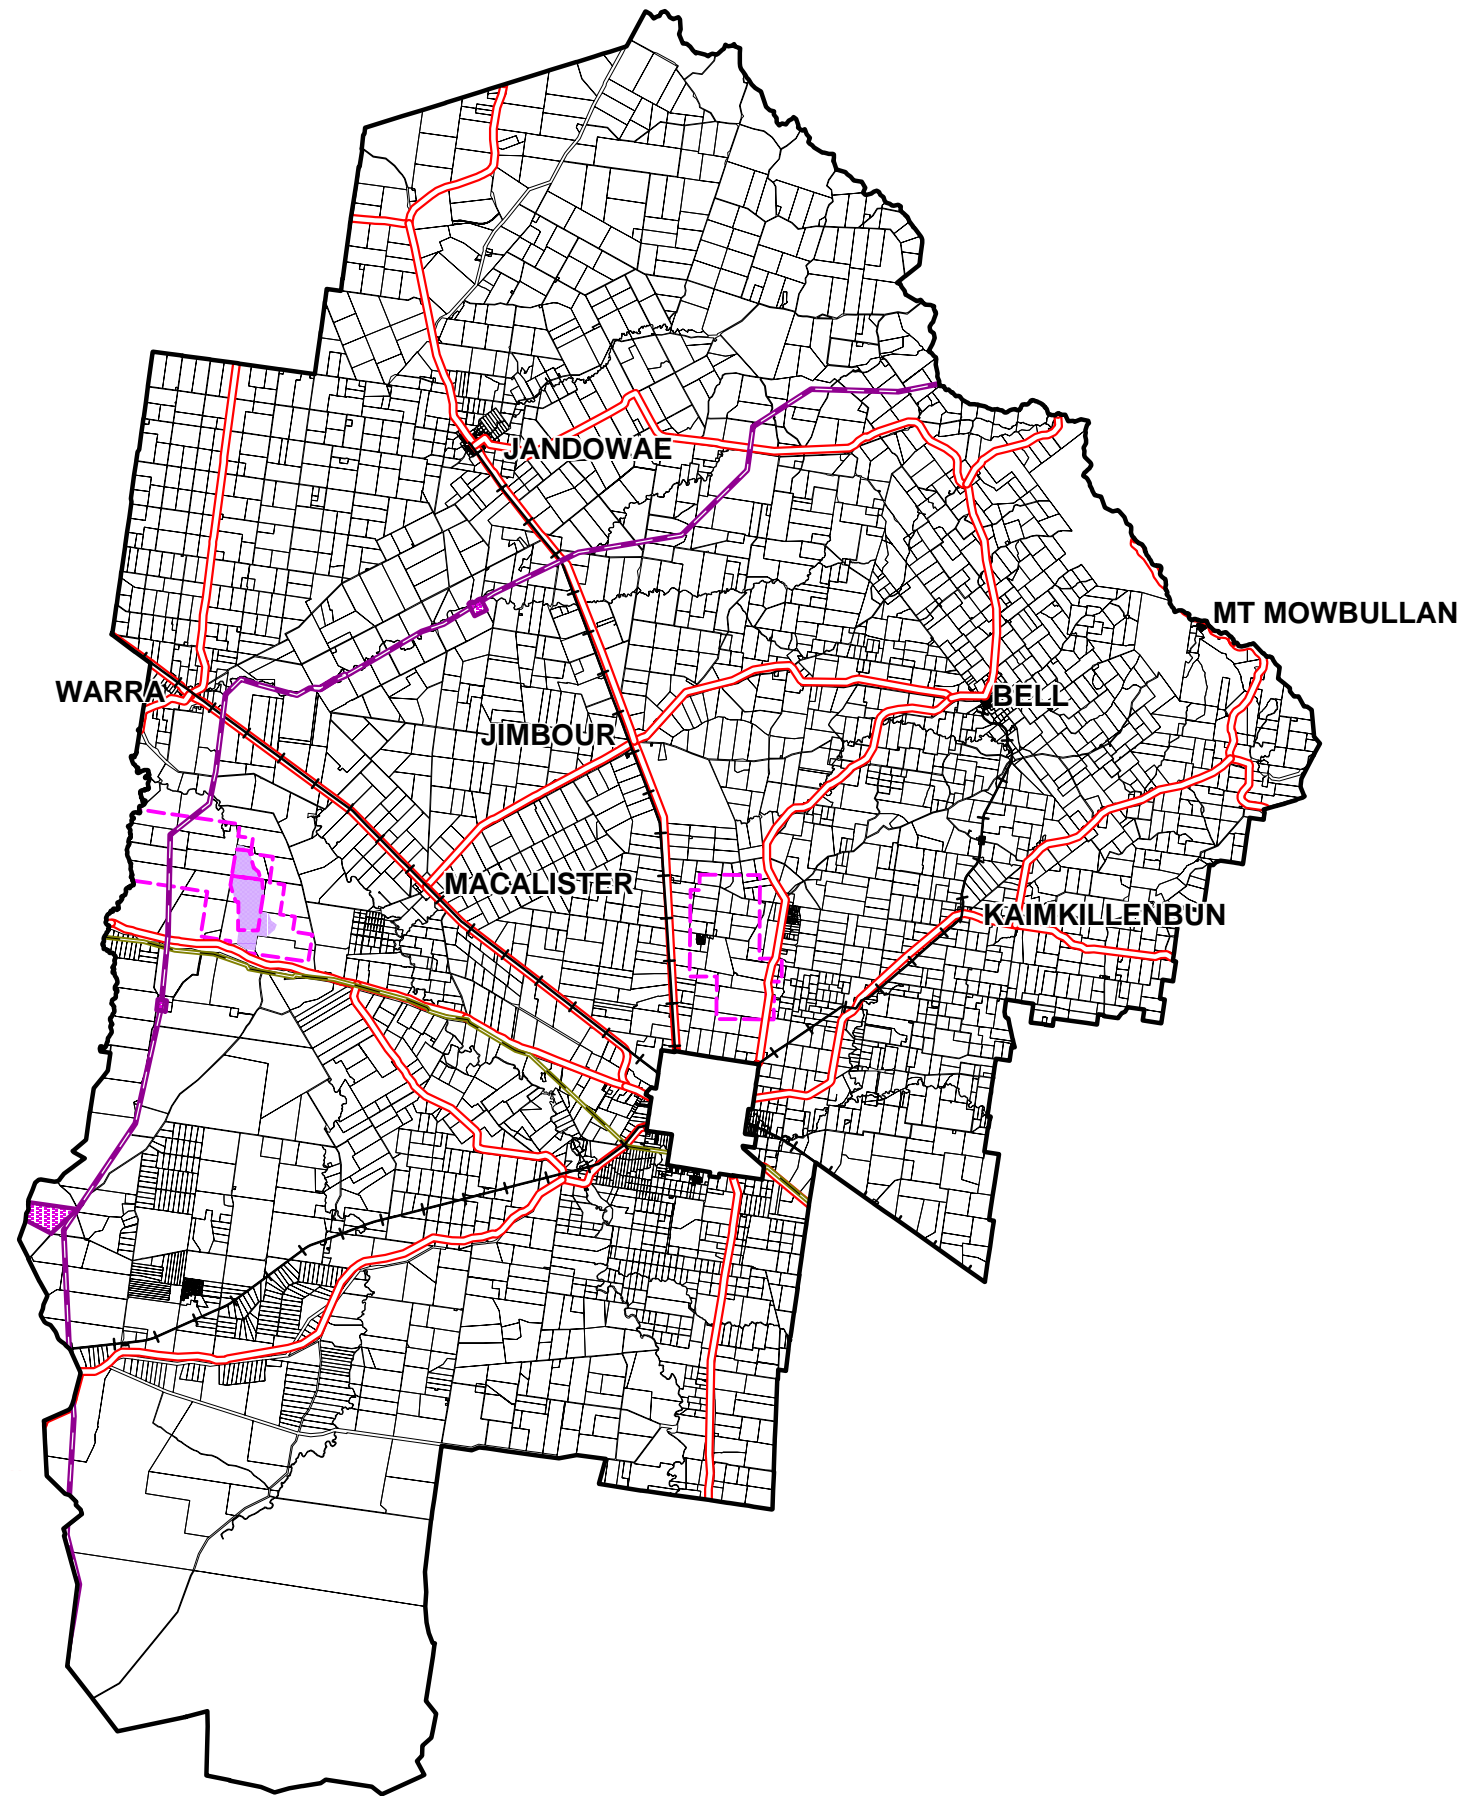 JANDOWAE
MT MOWBULLAN
WARRA
BELL
JIMBOUR
MACALISTER
KAIMKILLENBUN